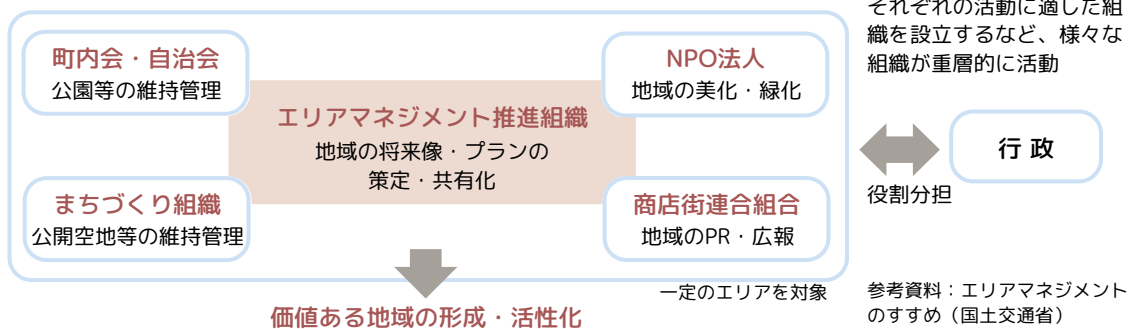 それぞれの活動に適した組
織を設立するなど、様々な
組織が重層的に活動
町内会・自治会
公園等の維持管理
NPO法人
地域の美化・緑化
エリアマネジメント推進組織
地域の将来像・プランの
策定・共有化
行 政
役割分担
まちづくり組織
公開空地等の維持管理
商店街連合組合
地域のPR・広報
一定のエリアを対象
価値ある地域の形成・活性化
参考資料：エリアマネジメント
のすすめ（国土交通省）